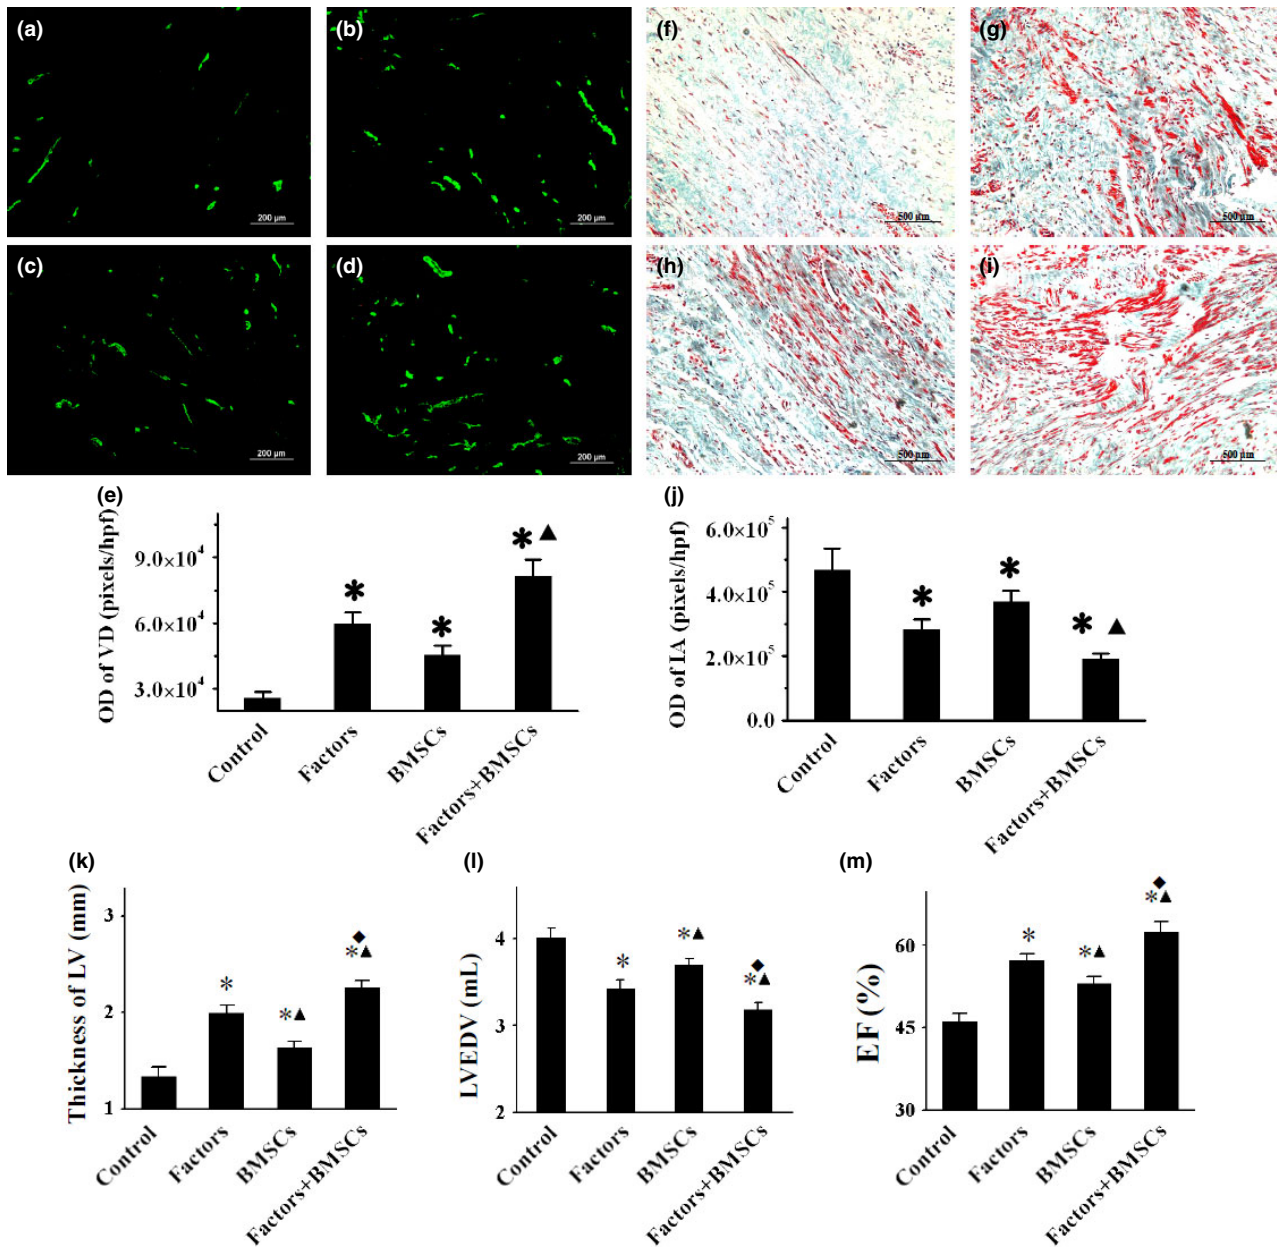 (a)
200 μm
(b)
200 μm
(f)
500 μm
(g)
500 μm
(c)
200 μm
(d)
200 μm
(h)
500 μm
(i)
500 μm
(e)
OD of VD (pixels/hpf)
9.0×10⁴
6.0×10⁴
3.0×10⁴
* * * ▲
Control
Factors
BMSCs
Factors+BMSCs
(j)
OD of IA (pixels/hpf)
6.0×10⁵
4.0×10⁵
2.0×10⁵
0.0
* * * ▲
Control
Factors
BMSCs
Factors+BMSCs
(k)
Thickness of LV (mm)
3
2
1
*
*▲
◆
*▲
Control
Factors
BMSCs
Factors+BMSCs
(l)
LVEDV (mL)
4
3
2
*
*▲
◆
*▲
Control
Factors
BMSCs
Factors+BMSCs
(m)
EF (%)
60
45
30
*
*▲
◆
*▲
Control
Factors
BMSCs
Factors+BMSCs